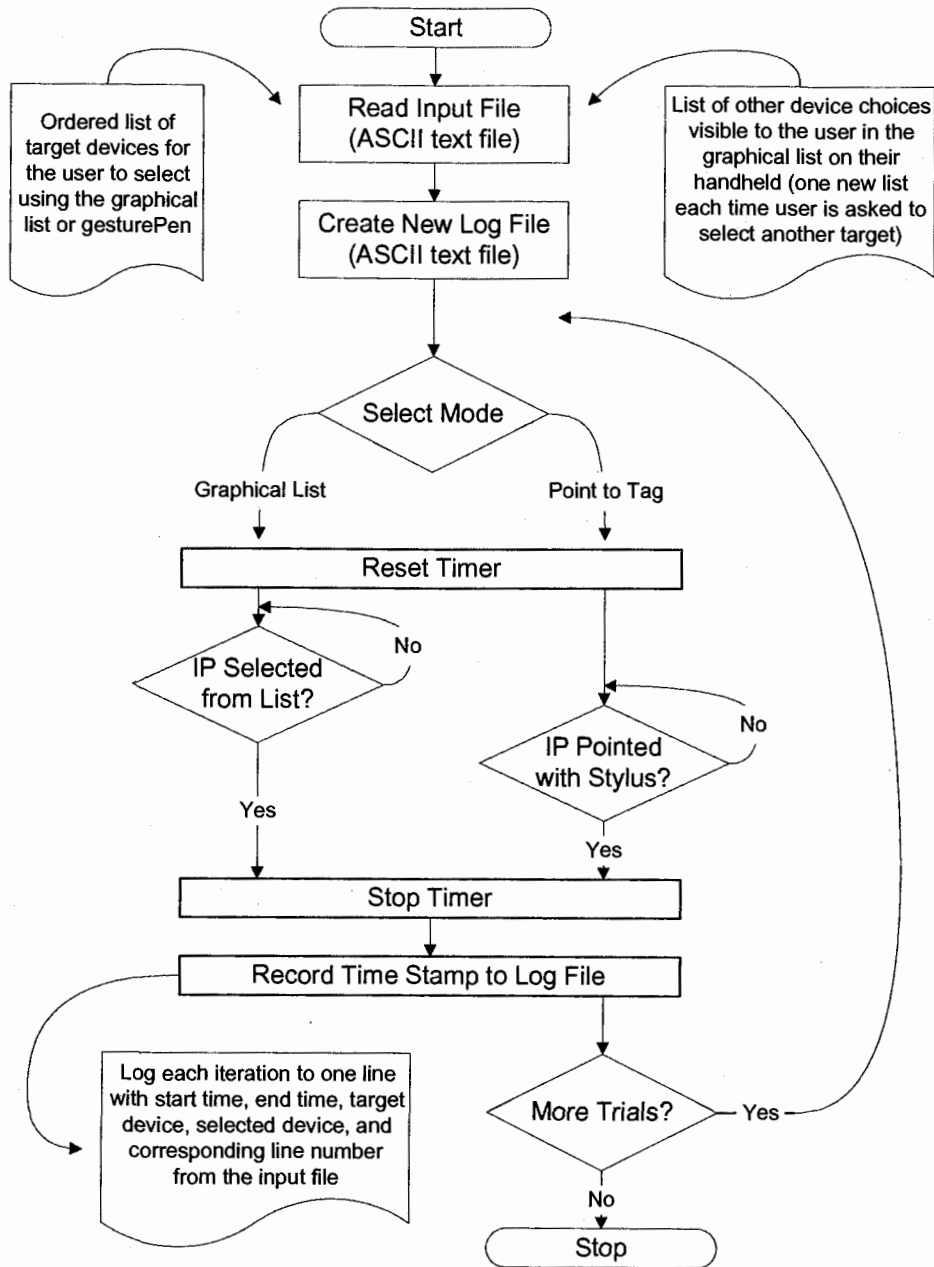 Start
Ordered list of
target devices for
the user to select
using the graphical
list or gesturePen
Read Input File
(ASCII text file)
List of other device choices
visible to the user in the
graphical list on their
handheld (one new list
each time user is asked to
select another target)
Create New Log File
(ASCII text file)
Select Mode
Graphical List
Point to Tag
Reset Timer
No
IP Selected
from List?
No
IP Pointed
with Stylus?
Yes
Yes
Stop Timer
Record Time Stamp to Log File
Log each iteration to one line
with start time, end time, target
device, selected device, and
corresponding line number
from the input file
More Trials?
Yes
No
Stop